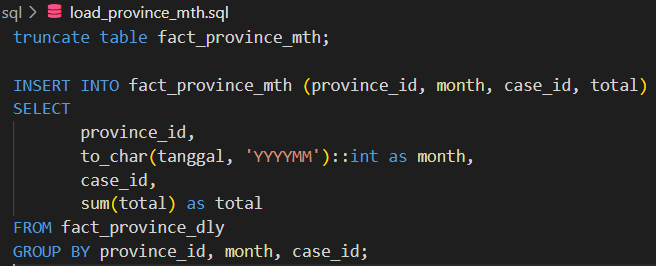 sql > load_province_mth.sql
truncate table fact_province_mth;
INSERT INTO fact_province_mth (province_id, month, case_id, total)
SELECT
province_id,
to_char(tanggal, 'YYYYMM')::int as month,
case_id,
sum(total) as total
FROM fact_province_dly
GROUP BY province_id, month, case_id;